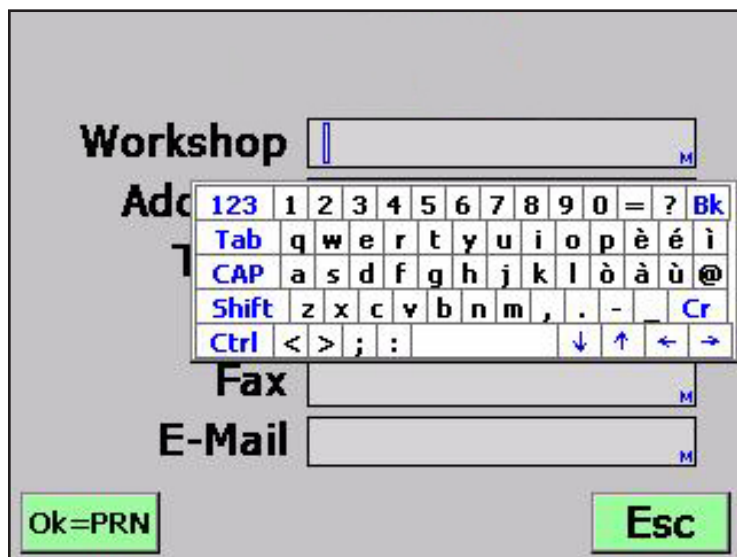 Workshop M
Add
123 1 2 3 4 5 6 7 8 9 0 = ? Bk
Tab q w e r t y u i o p è é ì
CAP a s d f g h j k l ò à ù @
Shift z x c v b n m , . - _ Cr
Ctrl < > ; : ↓ ↑ ← →
Fax M
E-Mail M
Ok=PRN Esc